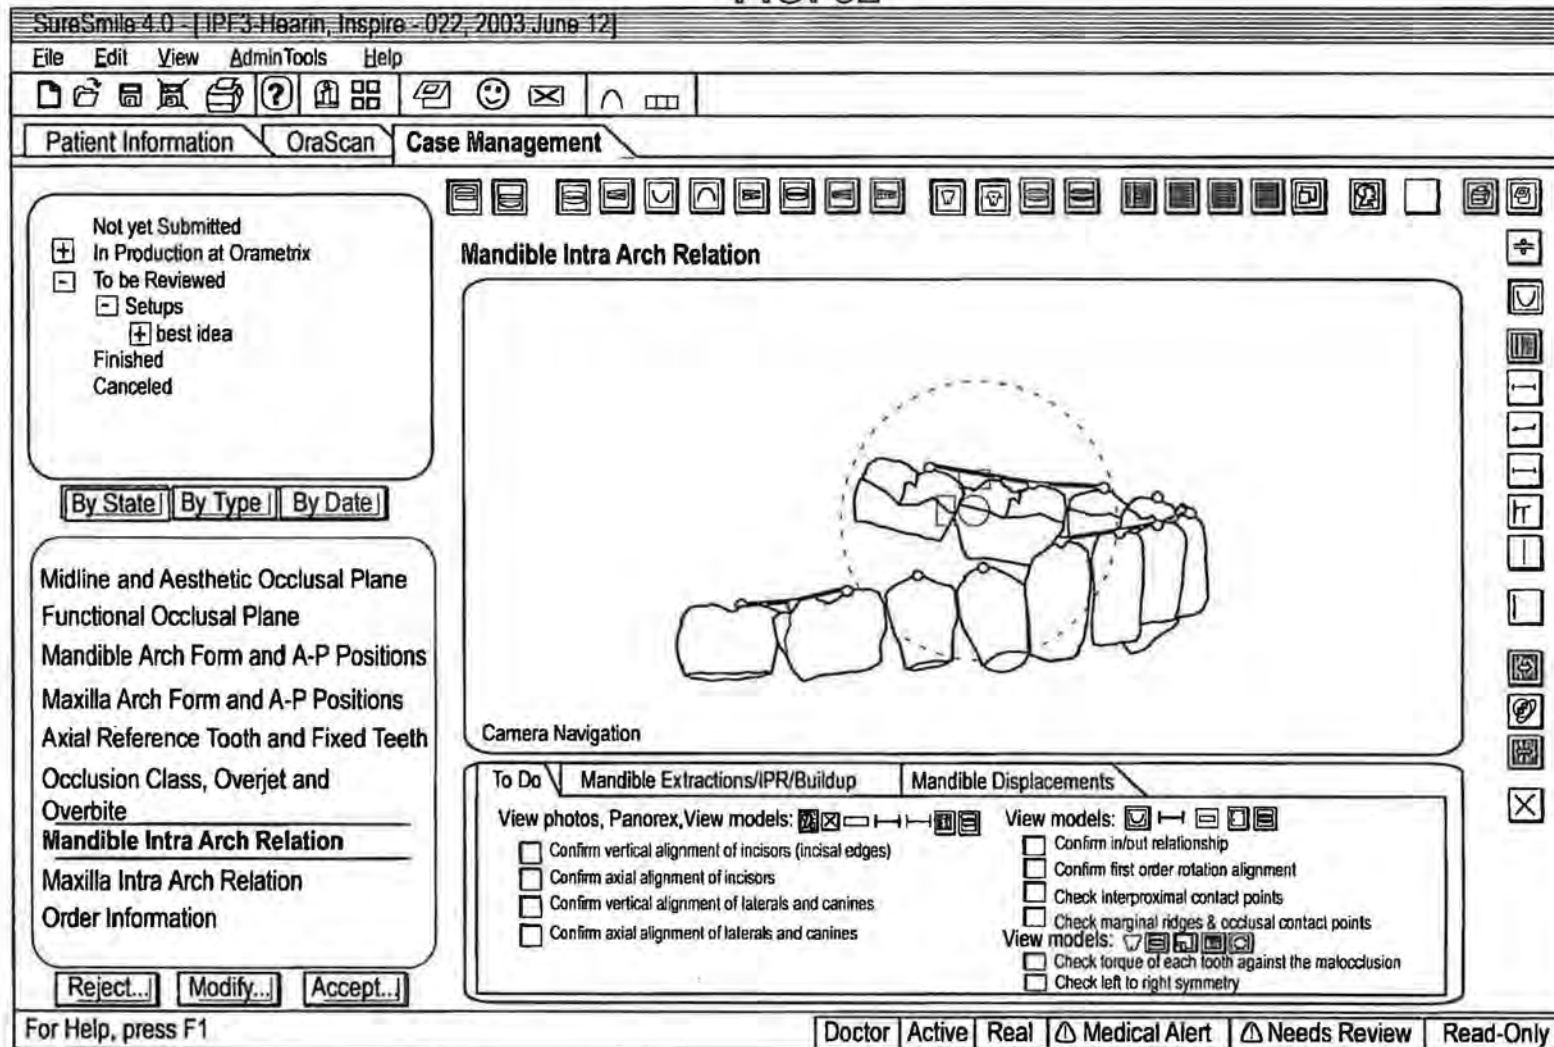 SureSmile 4.0 - [ IPF3-Hearin, Inspire - 022, 2003 June 12]
File Edit View AdminTools Help
Patient Information OraScan Case Management
Not yet Submitted
In Production at Orametrix
To be Reviewed
Setups
best idea
Finished
Canceled
By State By Type By Date
Mandible Intra Arch Relation
Camera Navigation
Midline and Aesthetic Occlusal Plane
Functional Occlusal Plane
Mandible Arch Form and A-P Positions
Maxilla Arch Form and A-P Positions
Axial Reference Tooth and Fixed Teeth
Occlusion Class, Overjet and
Overbite
Mandible Intra Arch Relation
Maxilla Intra Arch Relation
Order Information
Reject... Modify... Accept...
To Do Mandible Extractions/IPR/Buildup Mandible Displacements
View photos, Panorex,View models:
Confirm vertical alignment of incisors (incisal edges)
Confirm axial alignment of incisors
Confirm vertical alignment of laterals and canines
Confirm axial alignment of laterals and canines
View models:
Confirm in/out relationship
Confirm first order rotation alignment
Check interproximal contact points
Check marginal ridges & occlusal contact points
View models:
Check torque of each tooth against the malocclusion
Check left to right symmetry
For Help, press F1
Doctor Active Real Medical Alert Needs Review Read-Only